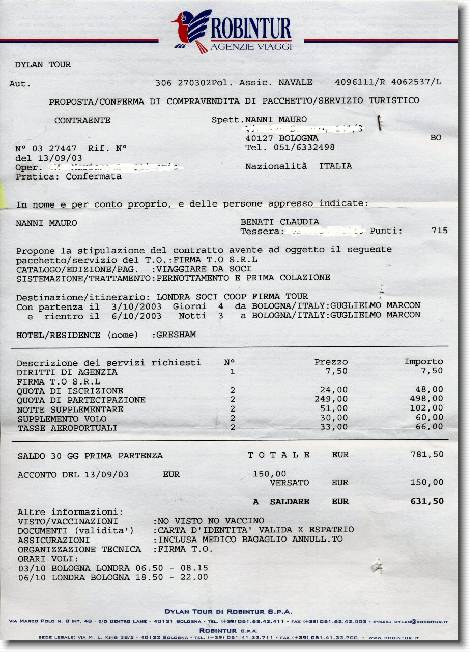 ROBINTUR
AGENZIE VIAGGI
DYLAN TOUR
Aut. 306 270302Pol. Assic. NAVALE 4096111/R 4062537/L
PROPOSTA/CONFERMA DI COMPRAVENDITA DI PACCHETTO/SERVIZIO TURISTICO
CONTRAENTE Spett.NANNI MAURO
40127 BOLOGNA BO
N° 03 27447 Rif. N° Tel. 051/6332498
del 13/09/03
Oper. Nazionalità ITALIA
Pratica: Confermata
In nome e per conto proprio, e delle persone appresso indicate:
NANNI MAURO BENATI CLAUDIA
Tessera: Punti: 715
Propone la stipulazione del contratto avente ad oggetto il seguente
pacchetto/servizio del T.O.:FIRMA T.O S.R.L
CATALOGO/EDIZIONE/PAG. :VIAGGIARE DA SOCI
SISTEMAZIONE/TRATTAMENTO:PERNOTTAMENTO E PRIMA COLAZIONE
Destinazione/itinerario: LONDRA SOCI COOP FIRMA TOUR
Con partenza il 3/10/2003 Giorni 4 da BOLOGNA/ITALY:GUGLIELMO MARCON
e rientro il 6/10/2003 Notti 3 a BOLOGNA/ITALY:GUGLIELMO MARCON
HOTEL/RESIDENCE (nome) :GRESHAM
Descrizione dei servizi richiesti N° Prezzo Importo
DIRITTI DI AGENZIA 1 7,50 7,50
FIRMA T.O S.R.L
QUOTA DI ISCRIZIONE 2 24,00 48,00
QUOTA DI PARTECIPAZIONE 2 249,00 498,00
NOTTE SUPPLEMENTARE 2 51,00 102,00
SUPPLEMENTO VOLO 2 30,00 60,00
TASSE AEROPORTUALI 2 33,00 66,00
SALDO 30 GG PRIMA PARTENZA T O T A L E EUR 781,50
ACCONTO DEL 13/09/03 EUR 150,00
VERSATO EUR 150,00
A SALDARE EUR 631,50
Altre informazioni:
VISTO/VACCINAZIONI :NO VISTO NO VACCINO
DOCUMENTI (validita') :CARTA D'IDENTITA' VALIDA X ESPATRIO
ASSICURAZIONI :INCLUSA MEDICO BAGAGLIO ANNULL.TO
ORGANIZZAZIONE TECNICA :FIRMA T.O.
ORARI VOLI:
03/10 BOLOGNA LONDRA 06.50 - 08.15
06/10 LONDRA BOLOGNA 18.50 - 22.00
DYLAN TOUR DI ROBINTUR S.P.A.
ROBINTUR S.P.A.